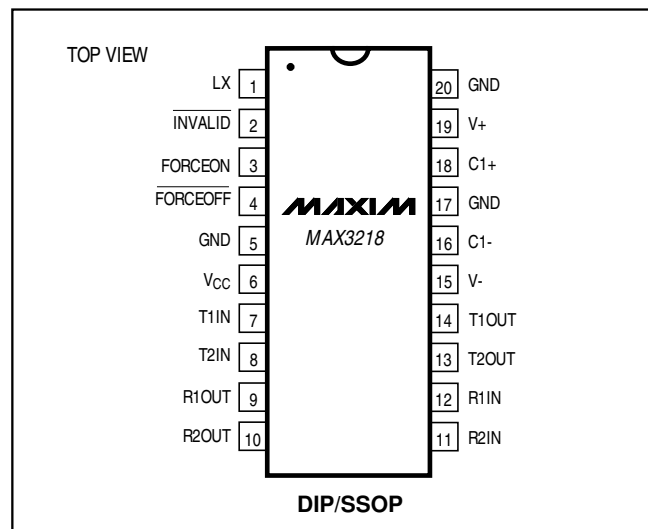 TOP VIEW
LX 1
INVALID 2
FORCEON 3
FORCEOFF 4
GND 5
VCC 6
T1IN 7
T2IN 8
R1OUT 9
R2OUT 10
MAXIM
MAX3218
20 GND
19 V+
18 C1+
17 GND
16 C1-
15 V-
14 T1OUT
13 T2OUT
12 R1IN
11 R2IN
DIP/SSOP